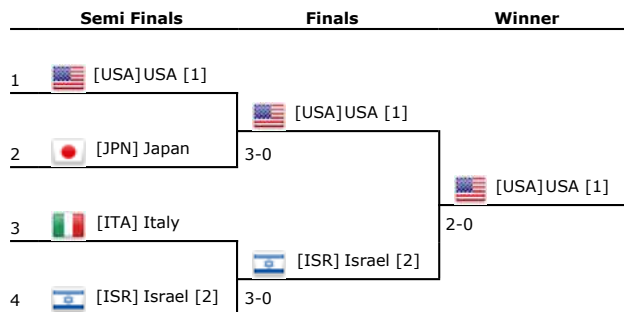 Semi Finals Finals Winner
1 [USA] USA [1]
[USA] USA [1]
2 [JPN] Japan 3-0
[USA] USA [1]
3 [ITA] Italy 2-0
[ISR] Israel [2]
4 [ISR] Israel [2] 3-0